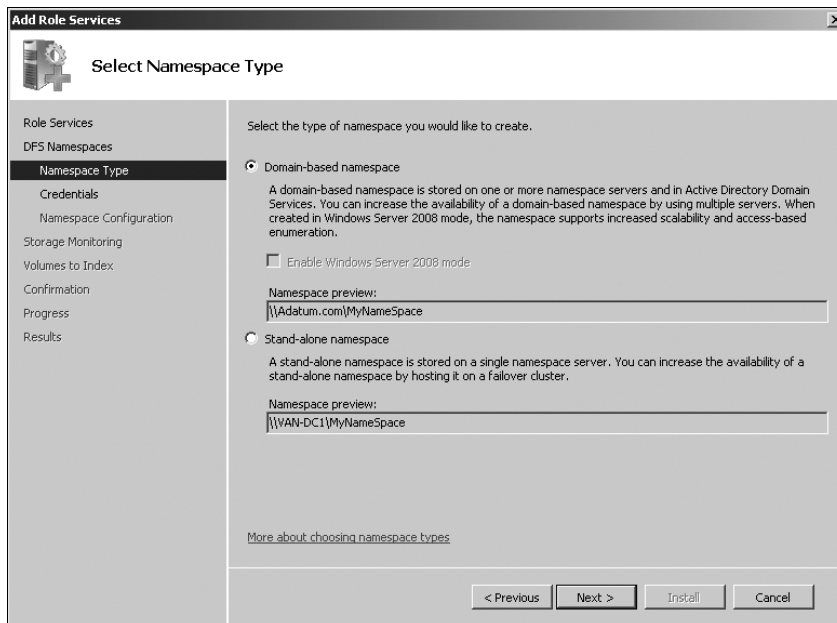 Add Role Services
Select Namespace Type
Role Services
DFS Namespaces
Namespace Type
Credentials
Namespace Configuration
Storage Monitoring
Volumes to Index
Confirmation
Progress
Results
Select the type of namespace you would like to create.
Domain-based namespace
A domain-based namespace is stored on one or more namespace servers and in Active Directory Domain
Services. You can increase the availability of a domain-based namespace by using multiple servers. When
created in Windows Server 2008 mode, the namespace supports increased scalability and access-based
enumeration.
Enable Windows Server 2008 mode
Namespace preview:
\\Adatum.com\MyNameSpace
Stand-alone namespace
A stand-alone namespace is stored on a single namespace server. You can increase the availability of a
stand-alone namespace by hosting it on a failover cluster.
Namespace preview:
\\VAN-DC1\MyNameSpace
More about choosing namespace types
< Previous
Next >
Install
Cancel